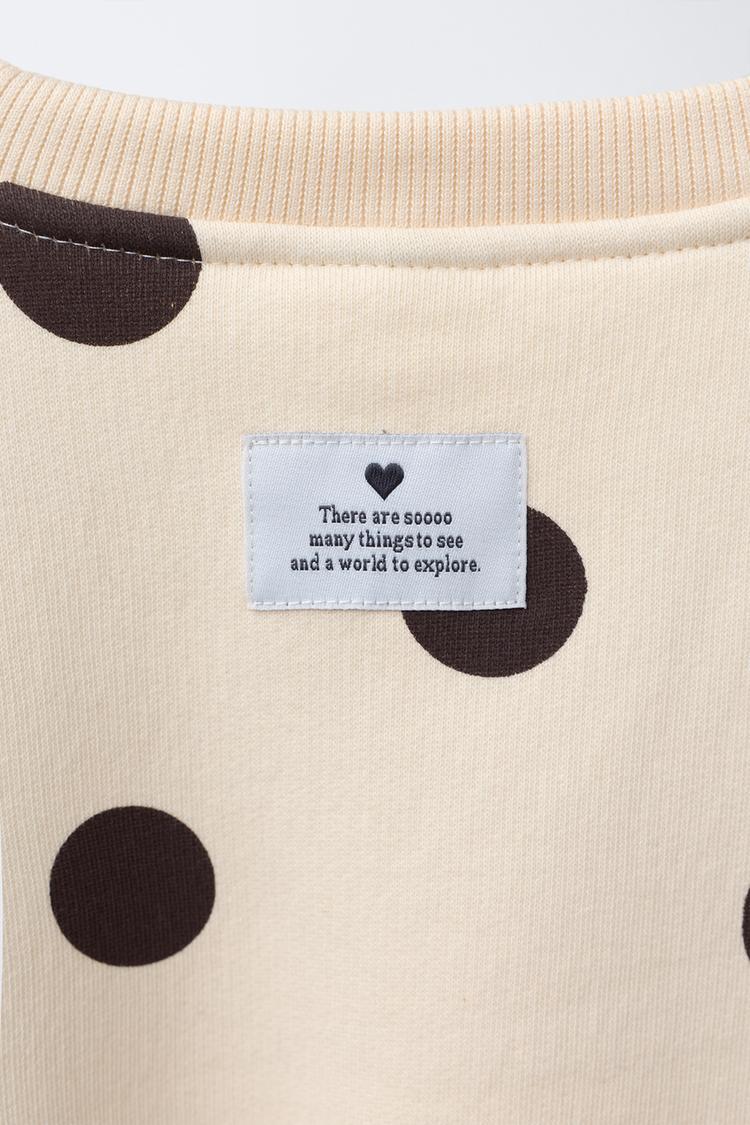 There are soooo
many things to see
and a world to explore.